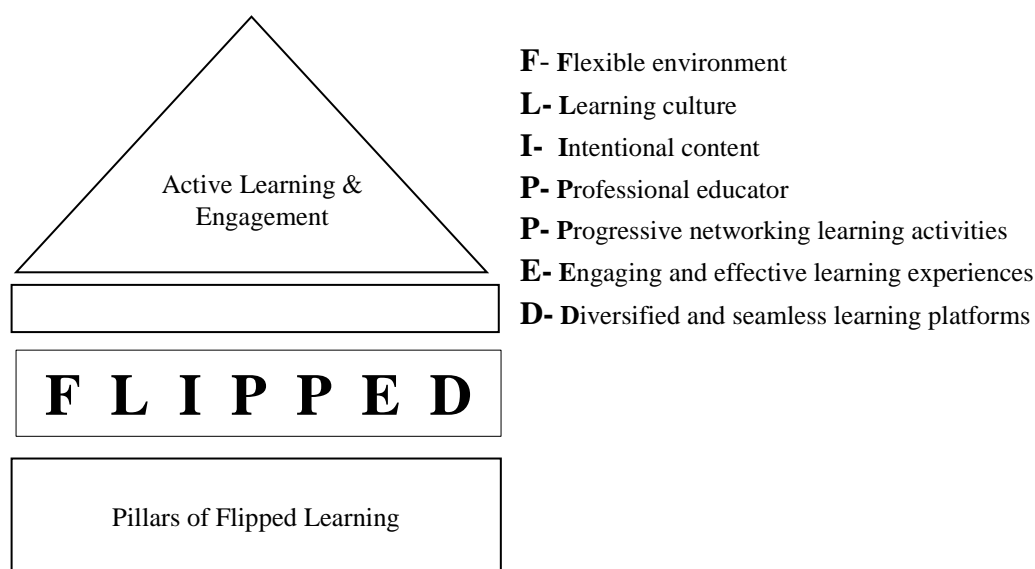 Active Learning &
Engagement
F L I P P E D
Pillars of Flipped Learning
F- Flexible environment
L- Learning culture
I- Intentional content
P- Professional educator
P- Progressive networking learning activities
E- Engaging and effective learning experiences
D- Diversified and seamless learning platforms